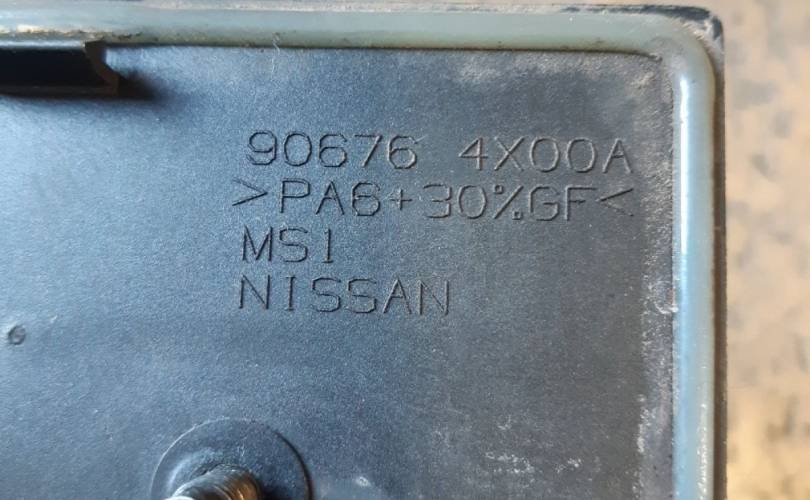 90676 4X00A
>PA6+30%GF<
MS1
NISSAN